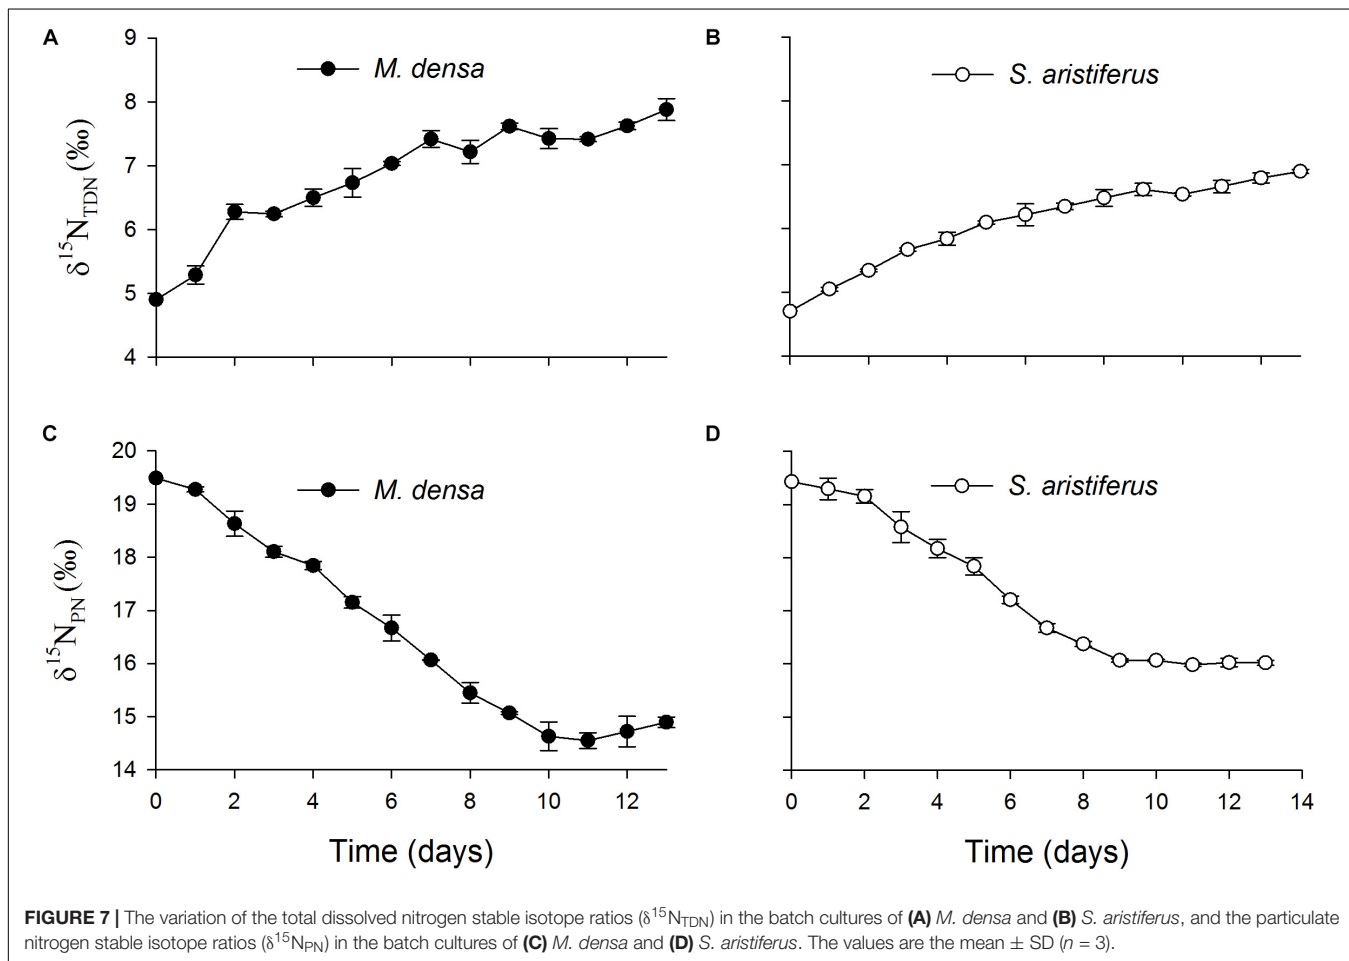 A
B
9
8
7
6
5
4
δ¹⁵N_TDN (‰)
M. densa
S. aristiferus
C
D
20
19
18
17
16
15
14
δ¹⁵N_PN (‰)
M. densa
S. aristiferus
0 2 4 6 8 10 12
0 2 4 6 8 10 12 14
Time (days)
Time (days)
FIGURE 7 | The variation of the total dissolved nitrogen stable isotope ratios (δ¹⁵N_TDN) in the batch cultures of (A) M. densa and (B) S. aristiferus, and the particulate
nitrogen stable isotope ratios (δ¹⁵N_PN) in the batch cultures of (C) M. densa and (D) S. aristiferus. The values are the mean ± SD (n = 3).